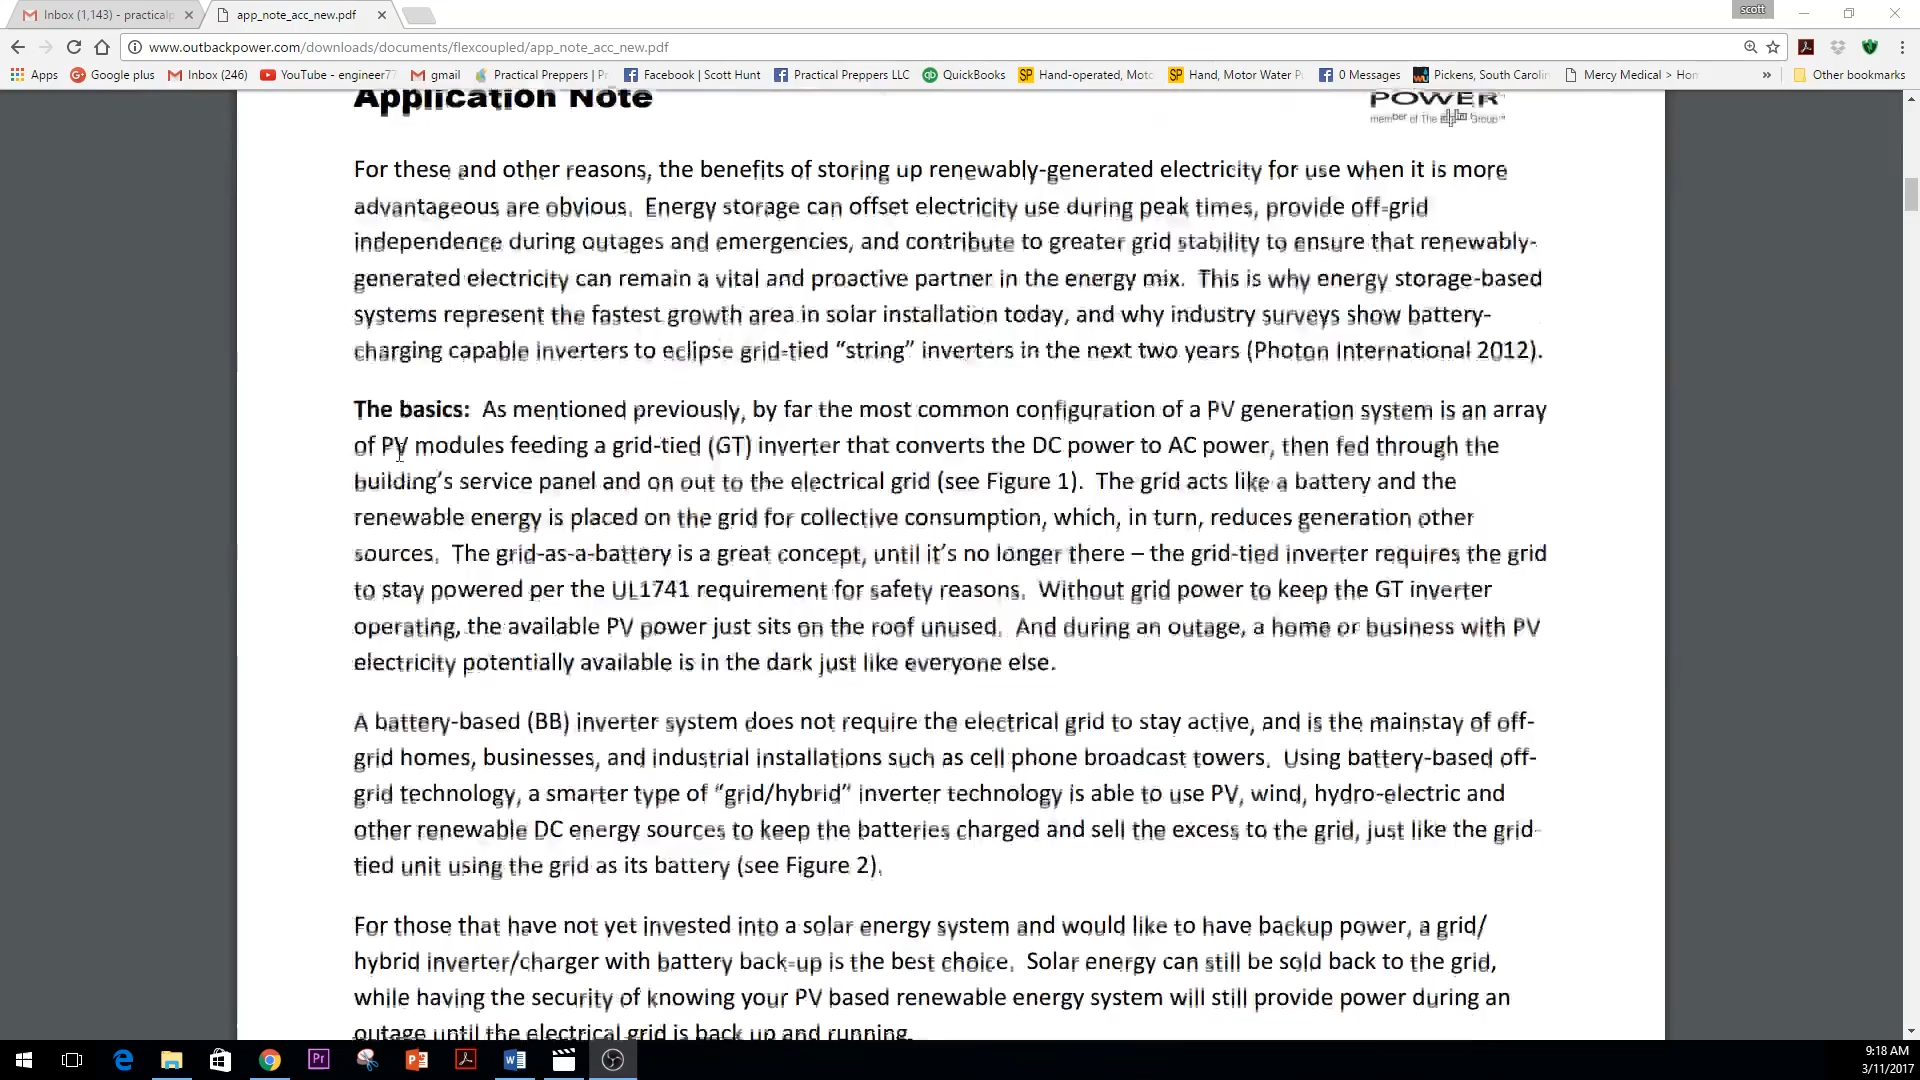 Inbox (1,143) - practicalp
app_note_acc_new.pdf
scott
www.outbackpower.com/downloads/documents/flexcoupled/app_note_acc_new.pdf
Apps
Google plus
Inbox (246)
YouTube - engineer77
gmail
Practical Preppers | Pr
Facebook | Scott Hunt
Practical Preppers LLC
QuickBooks
Hand-operated, Moto
Hand, Motor Water Pu
0 Messages
Pickens, South Carolin
Mercy Medical > Hom
Other bookmarks
Application Note
POWER
member of The Group™
For these and other reasons, the benefits of storing up renewably-generated electricity for use when it is more
advantageous are obvious. Energy storage can offset electricity use during peak times, provide off-grid
independence during outages and emergencies, and contribute to greater grid stability to ensure that renewably-
generated electricity can remain a vital and proactive partner in the energy mix. This is why energy storage-based
systems represent the fastest growth area in solar installation today, and why industry surveys show battery-
charging capable inverters to eclipse grid-tied “string” inverters in the next two years (Photon International 2012).
The basics: As mentioned previously, by far the most common configuration of a PV generation system is an array
of PV modules feeding a grid-tied (GT) inverter that converts the DC power to AC power, then fed through the
building’s service panel and on out to the electrical grid (see Figure 1). The grid acts like a battery and the
renewable energy is placed on the grid for collective consumption, which, in turn, reduces generation other
sources. The grid-as-a-battery is a great concept, until it’s no longer there – the grid-tied inverter requires the grid
to stay powered per the UL1741 requirement for safety reasons. Without grid power to keep the GT inverter
operating, the available PV power just sits on the roof unused. And during an outage, a home or business with PV
electricity potentially available is in the dark just like everyone else.
A battery-based (BB) inverter system does not require the electrical grid to stay active, and is the mainstay of off-
grid homes, businesses, and industrial installations such as cell phone broadcast towers. Using battery-based off-
grid technology, a smarter type of “grid/hybrid” inverter technology is able to use PV, wind, hydro-electric and
other renewable DC energy sources to keep the batteries charged and sell the excess to the grid, just like the grid-
tied unit using the grid as its battery (see Figure 2).
For those that have not yet invested into a solar energy system and would like to have backup power, a grid/
hybrid inverter/charger with battery back-up is the best choice. Solar energy can still be sold back to the grid,
while having the security of knowing your PV based renewable energy system will still provide power during an
outage until the electrical grid is back up and running.
9:18 AM
3/11/2017